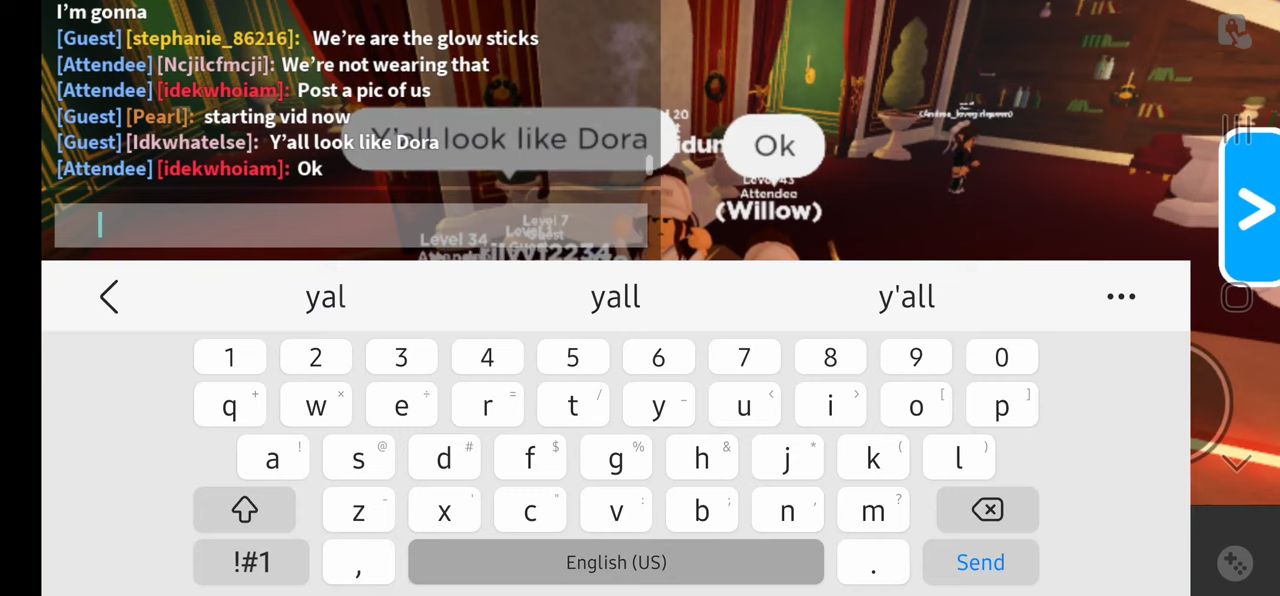 I'm gonna
[Guest] [stephanie_86216]: We're are the glow sticks
[Attendee] [Ncjilcfmcji]: We're not wearing that
[Attendee] [idekwhoiam]: Post a pic of us
[Guest] [Pearl]: starting vid now
[Guest] [Idkwhatelse]: Y'all look like Dora
[Attendee] [idekwhoiam]: Ok
Y'all look like Dora
Ok
Attendee
(Willow)
Level 7
Level 34
yal yall y'all
1 2 3 4 5 6 7 8 9 0
q + w × e ÷ r = t / y _ u < i > o [ p ]
a ! s @ d # f $ g % h & j * k ( l )
z - x ' c " v : b ; n , m ?
!#1 , English (US) . Send